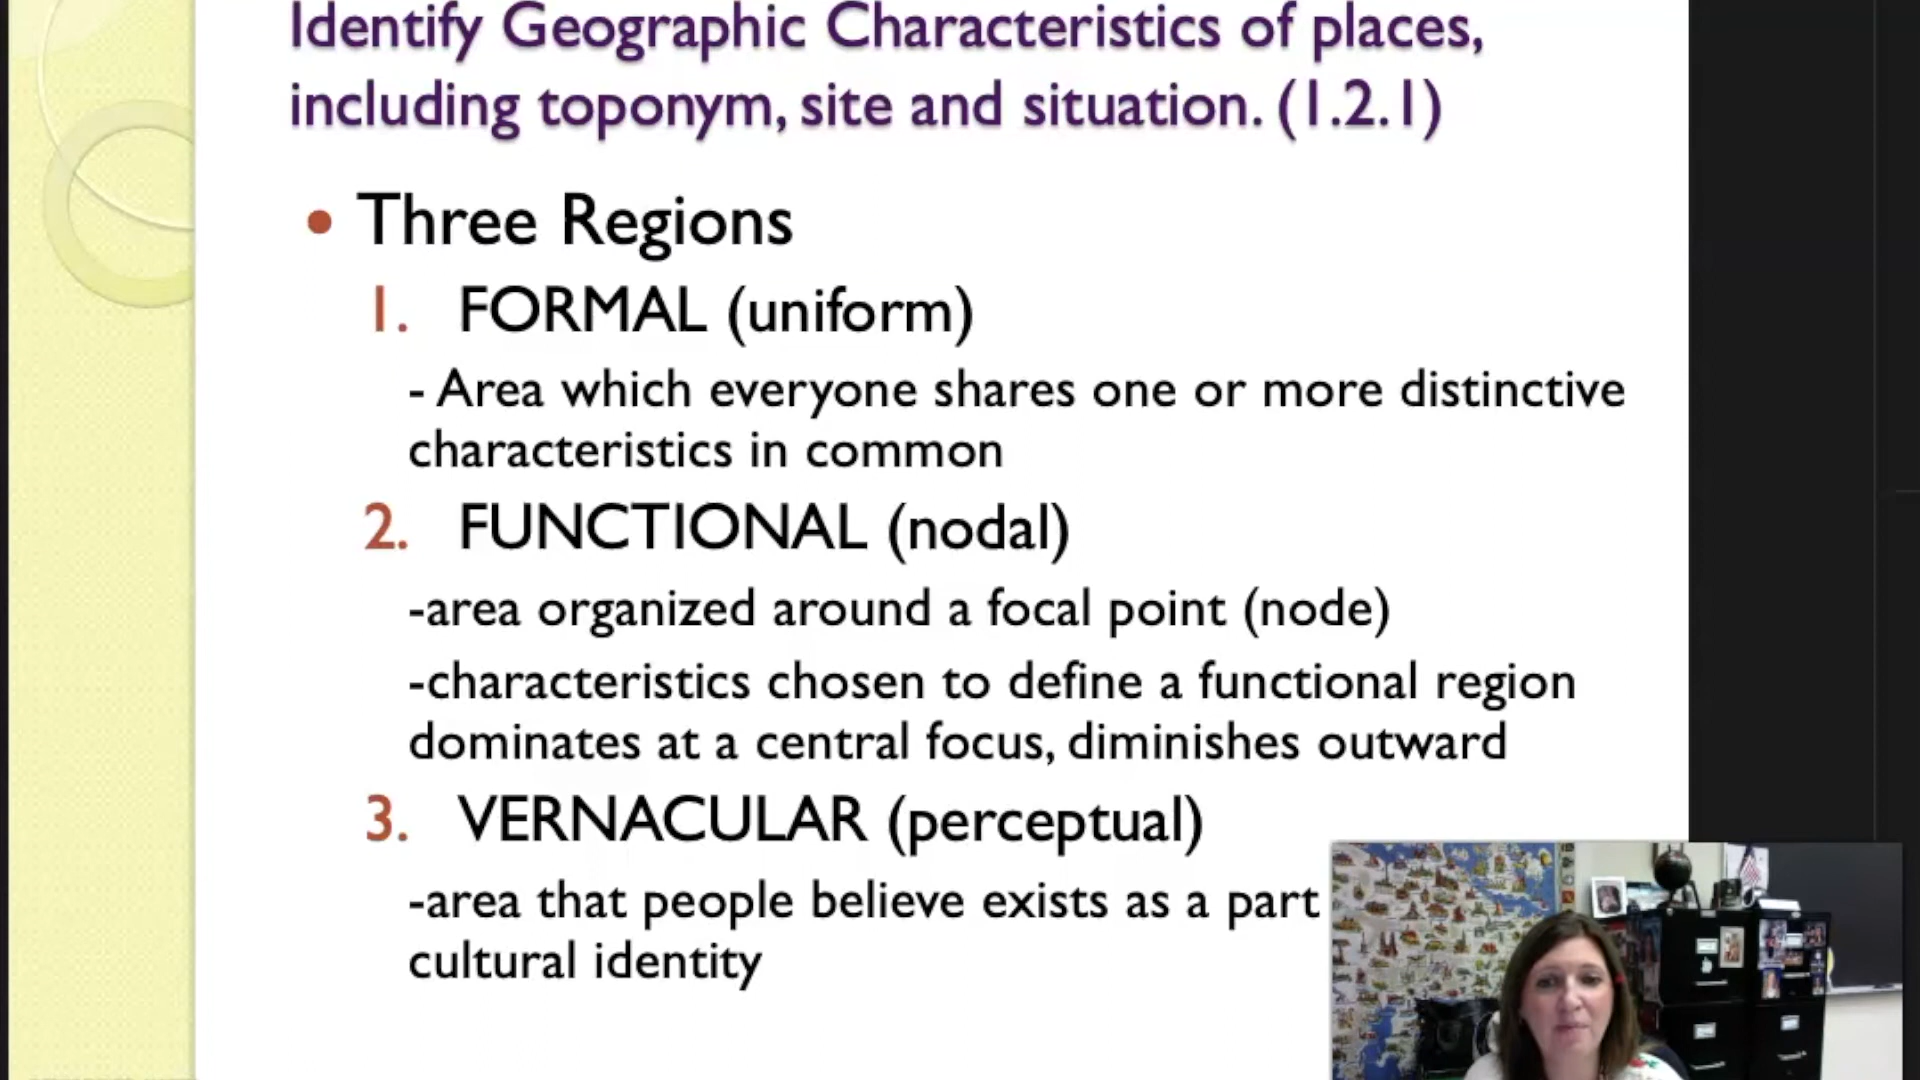 Identify Geographic Characteristics of places,
including toponym, site and situation. (1.2.1)
• Three Regions
1. FORMAL (uniform)
- Area which everyone shares one or more distinctive
characteristics in common
2. FUNCTIONAL (nodal)
-area organized around a focal point (node)
-characteristics chosen to define a functional region
dominates at a central focus, diminishes outward
3. VERNACULAR (perceptual)
-area that people believe exists as a part
cultural identity